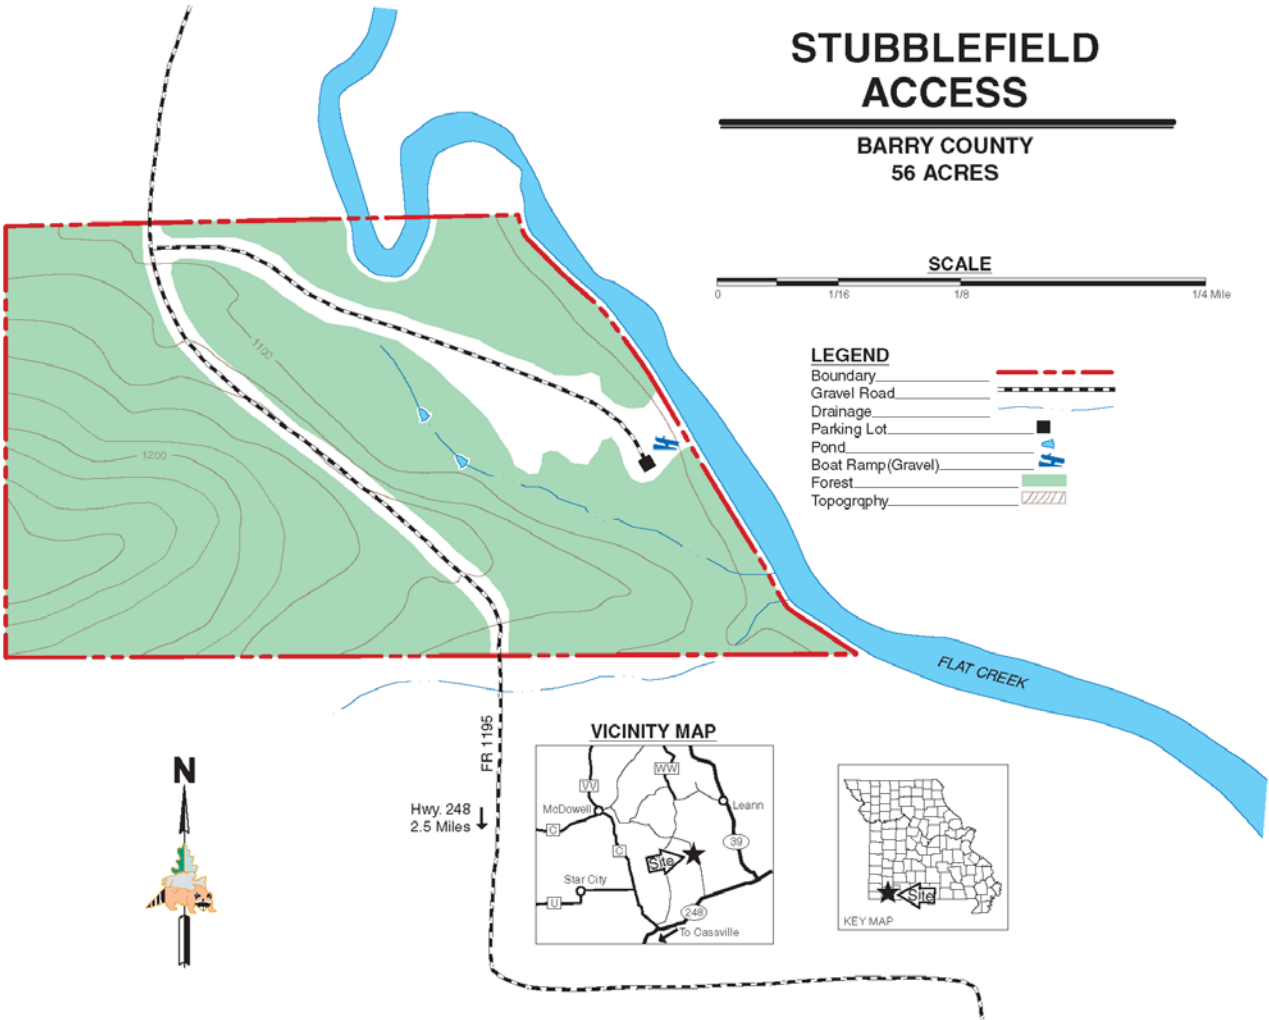 STUBBLEFIELD
ACCESS
BARRY COUNTY
56 ACRES
SCALE
0 1/16 1/8 1/4 Mile
LEGEND
Boundary
Gravel Road
Drainage
Parking Lot
Pond
Boat Ramp(Gravel)
Forest
Topogrqphy
1100
1200
FLAT CREEK
FR 1195
Hwy. 248
2.5 Miles
N
VICINITY MAP
VV
WW
McDowell
Leann
C
39
C
Site
Star City
U
248
To Cassville
Site
KEY MAP